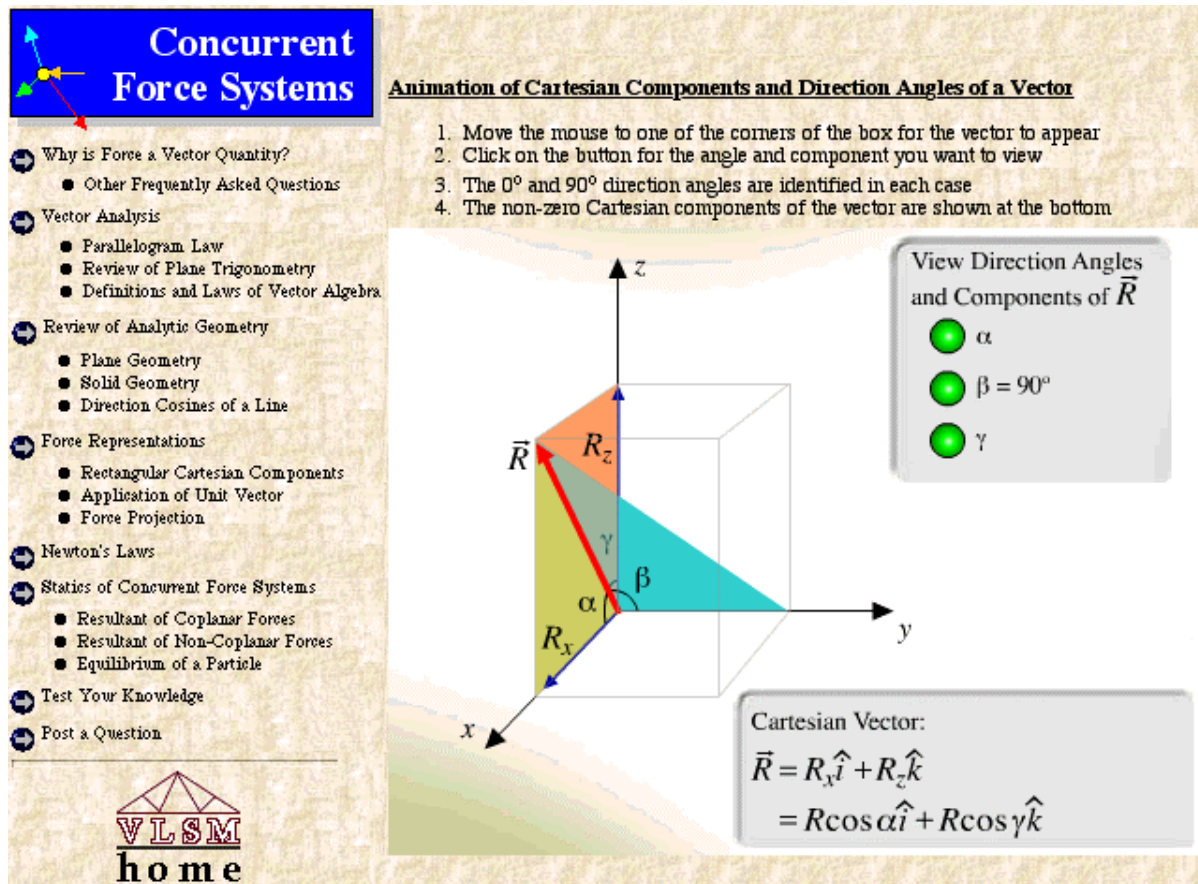 Concurrent
Force Systems
Why is Force a Vector Quantity?
Other Frequently Asked Questions
Vector Analysis
Parallelogram Law
Review of Plane Trigonometry
Definitions and Laws of Vector Algebra
Review of Analytic Geometry
Plane Geometry
Solid Geometry
Direction Cosines of a Line
Force Representations
Rectangular Cartesian Components
Application of Unit Vector
Force Projection
Newton's Laws
Statics of Concurrent Force Systems
Resultant of Coplanar Forces
Resultant of Non-Coplanar Forces
Equilibrium of a Particle
Test Your Knowledge
Post a Question
VLSM
home
Animation of Cartesian Components and Direction Angles of a Vector
1. Move the mouse to one of the corners of the box for the vector to appear
2. Click on the button for the angle and component you want to view
3. The 0º and 90º direction angles are identified in each case
4. The non-zero Cartesian components of the vector are shown at the bottom
z
R⃗
R_z
γ
β
α
R_x
y
x
View Direction Angles
and Components of R⃗
α
β = 90º
γ
Cartesian Vector:
R⃗ = R_x î + R_z k̂
= R cos α î + R cos γ k̂